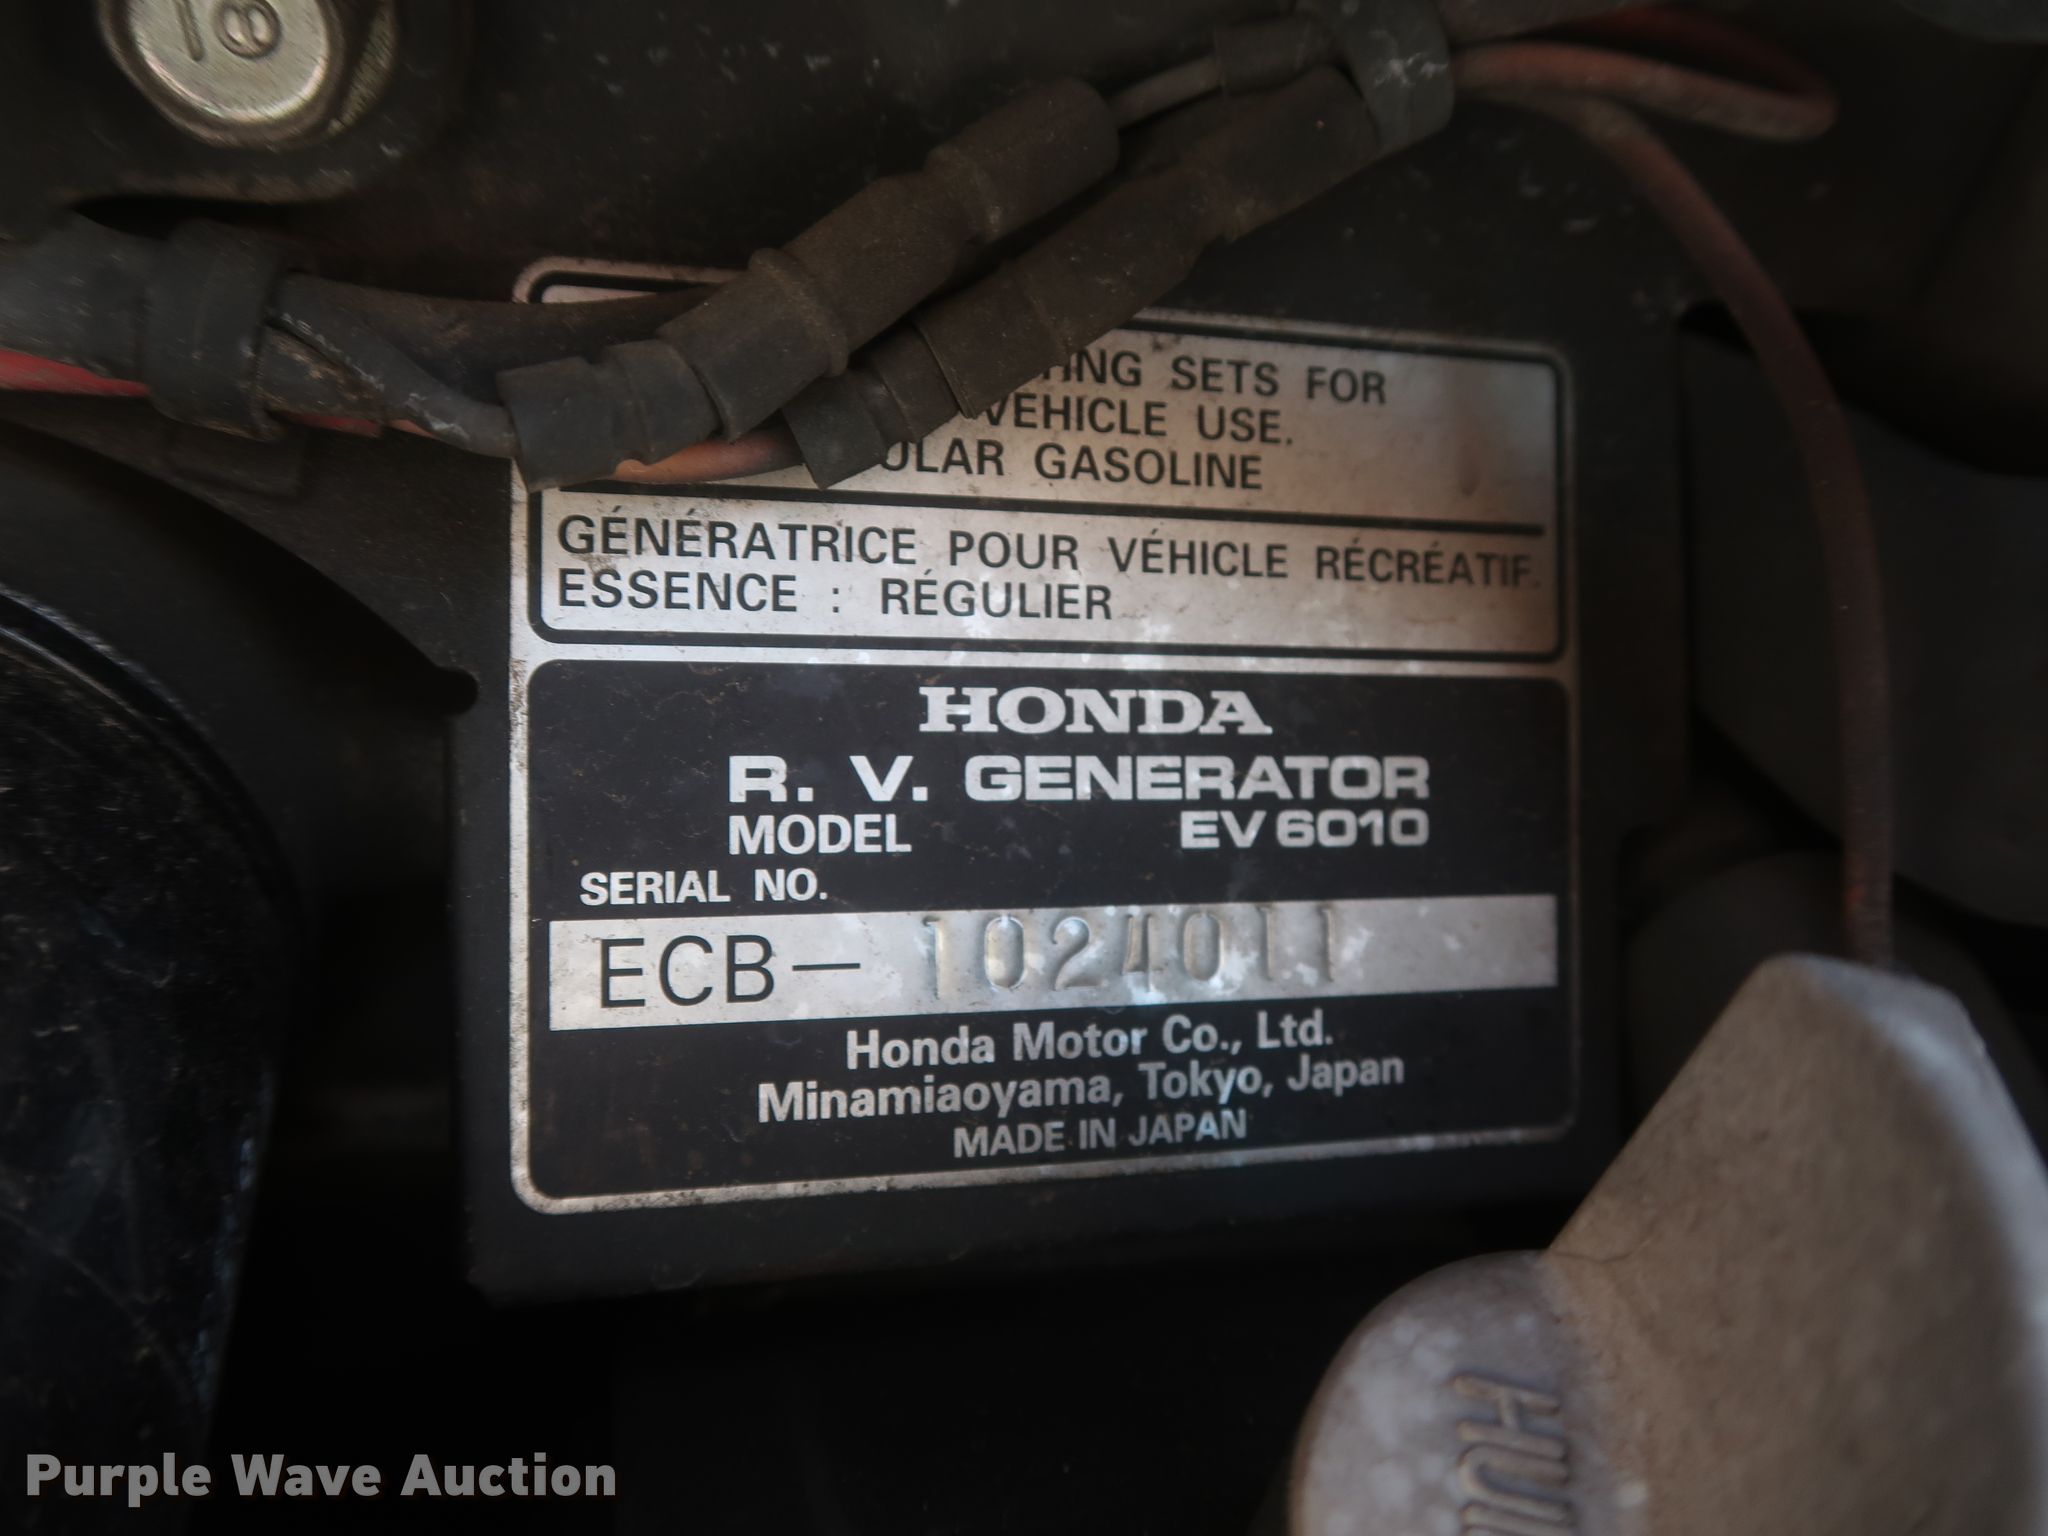 SETS FOR
VEHICLE USE.
GASOLINE
GÉNÉRATRICE POUR VÉHICLE RÉCRÉATIF.
ESSENCE : RÉGULIER
HONDA
R. V. GENERATOR
MODEL EV6010
SERIAL NO.
ECB- 1024011
Honda Motor Co., Ltd.
Minamiaoyama, Tokyo, Japan
MADE IN JAPAN
Purple Wave Auction